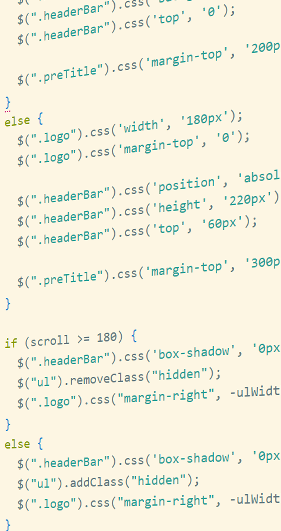 $(".headerBar").css('top', '0');
$(".preTitle").css('margin-top', '200p
}
else {
$(".logo").css('width', '180px');
$(".logo").css('margin-top', '0');
$(".headerBar").css('position', 'absol
$(".headerBar").css('height', '220px')
$(".headerBar").css('top', '60px');
$(".preTitle").css('margin-top', '300p
}
if (scroll >= 180) {
$(".headerBar").css('box-shadow', '0px
$("ul").removeClass("hidden");
$(".logo").css("margin-right", -ulWidt
}
else {
$(".headerBar").css('box-shadow', '0px
$("ul").addClass("hidden");
$(".logo").css("margin-right", -ulWidt
}